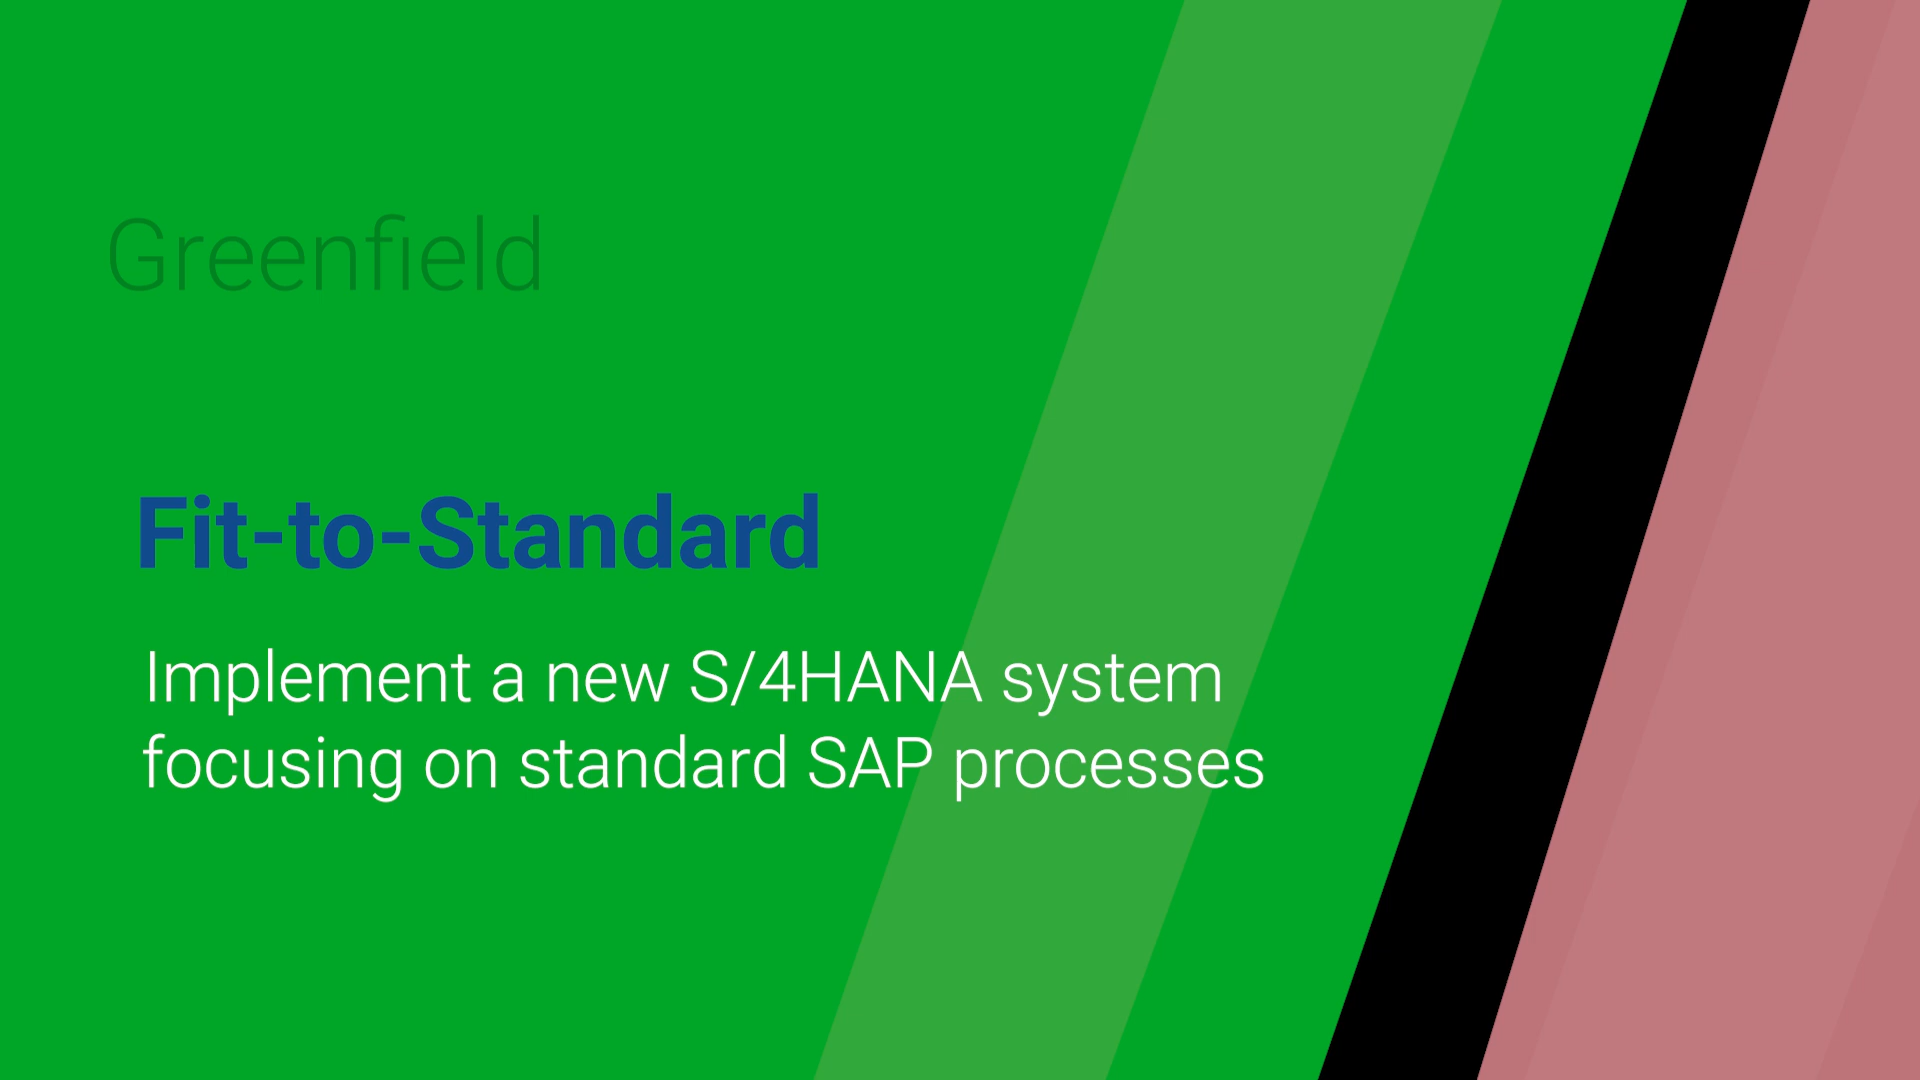 Greenfield
Fit-to-Standard
Implement a new S/4HANA system
focusing on standard SAP processes